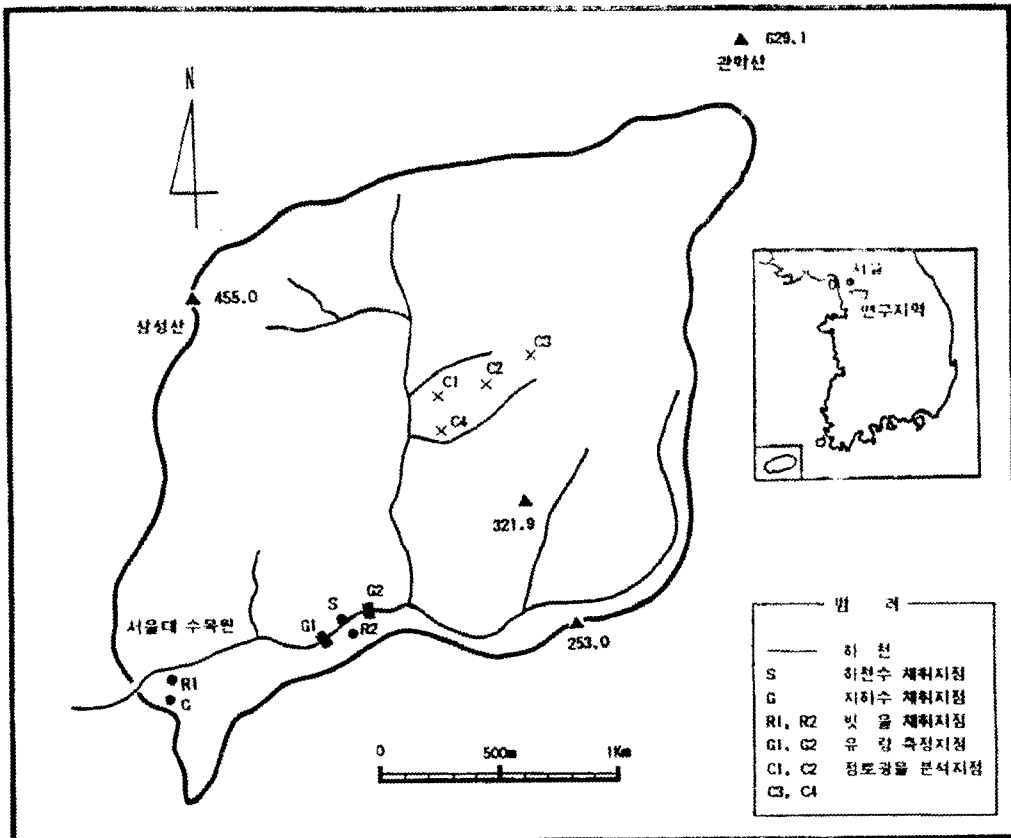 629.1
관악산
N
455.0
삼성산
서울
연구지역
C3
C2
C1
C4
321.9
G2
S
서울대 수목원
G1
R2
253.0
R1
G
0 500m 1Km
범 례
하 천
S 하천수 채취지점
G 지하수 채취지점
R1, R2 빗 물 채취지점
G1, G2 유 량 측정지점
C1, C2 점토광물 분석지점
C3, C4